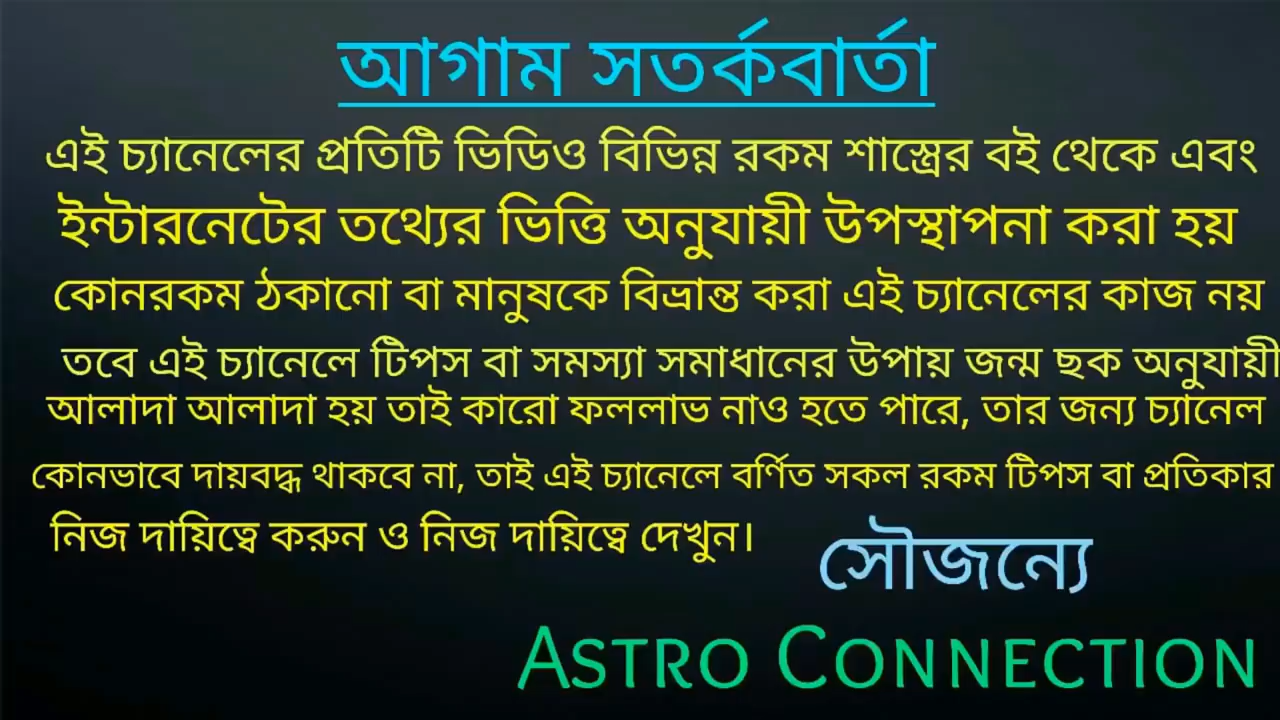 আগাম সতর্কবার্তা
এই চ্যানেলের প্রতিটি ভিডিও বিভিন্ন রকম শাস্ত্রের বই থেকে এবং
ইন্টারনেটের তথ্যের ভিত্তি অনুযায়ী উপস্থাপনা করা হয়
কোনরকম ঠকানো বা মানুষকে বিভ্রান্ত করা এই চ্যানেলের কাজ নয়
তবে এই চ্যানেলে টিপস বা সমস্যা সমাধানের উপায় জন্ম ছক অনুযায়ী
আলাদা আলাদা হয় তাই কারো ফললাভ নাও হতে পারে, তার জন্য চ্যানেল
কোনভাবে দায়বদ্ধ থাকবে না, তাই এই চ্যানেলে বর্ণিত সকল রকম টিপস বা প্রতিকার
নিজ দায়িত্বে করুন ও নিজ দায়িত্বে দেখুন।
সৌজন্যে
ASTRO CONNECTION